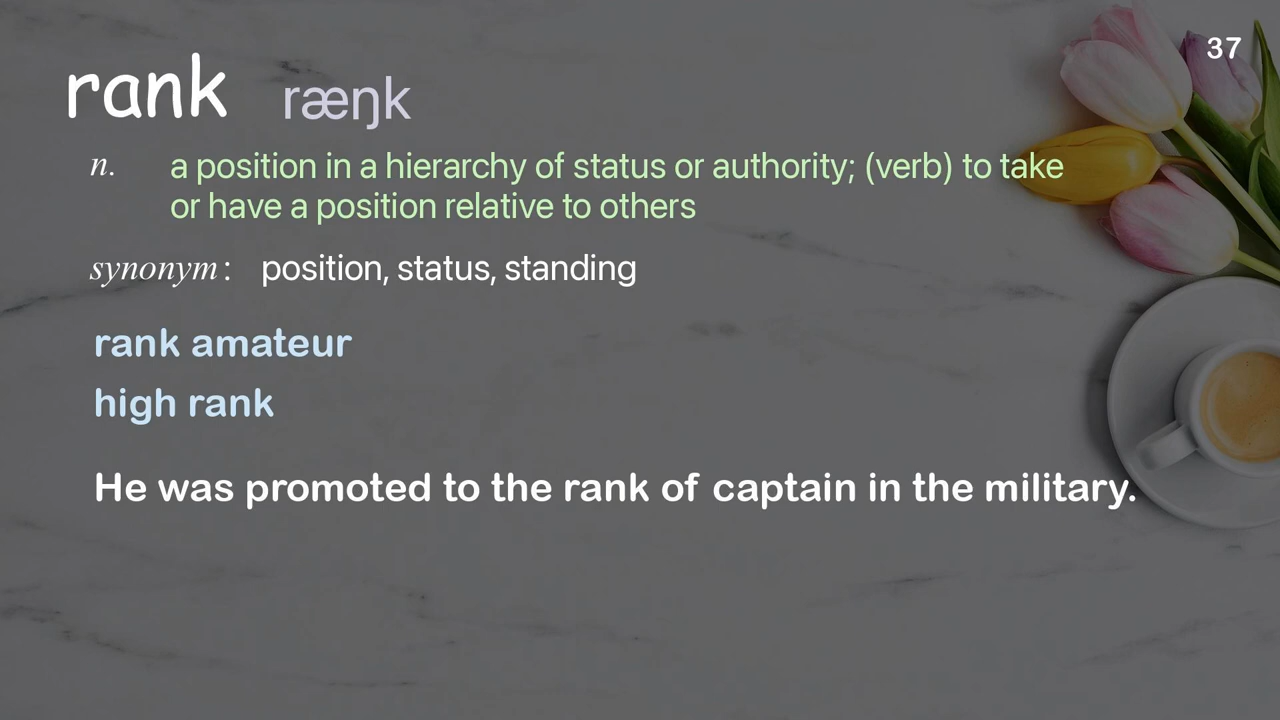 37
rank ræŋk
n. a position in a hierarchy of status or authority; (verb) to take
or have a position relative to others
synonym: position, status, standing
rank amateur
high rank
He was promoted to the rank of captain in the military.